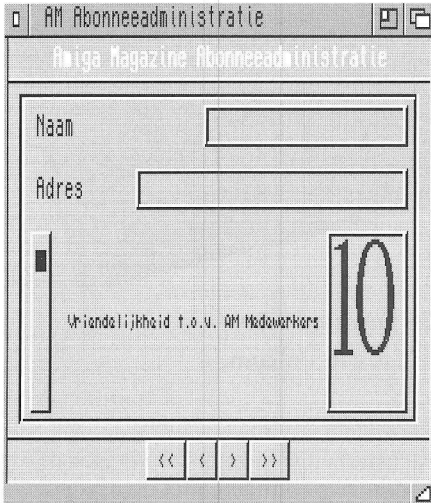 AM Abonneeadministratie
Amiga Magazine Abonneeadministratie
Naam
Adres
Vriendelijkheid t.o.v. AM Medewerkers
10
<< < > >>